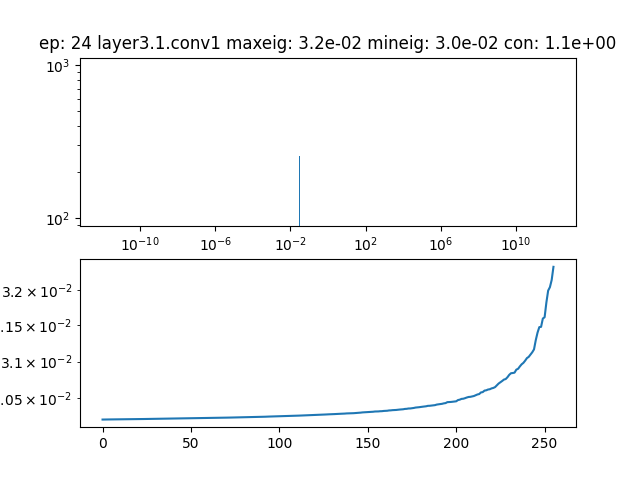 ep: 24 layer3.1.conv1 maxeig: 3.2e-02 mineig: 3.0e-02 con: 1.1e+00
10³
10²
10⁻¹⁰ 10⁻⁶ 10⁻² 10² 10⁶ 10¹⁰
3.2 × 10⁻²
.15 × 10⁻²
3.1 × 10⁻²
.05 × 10⁻²
0 50 100 150 200 250